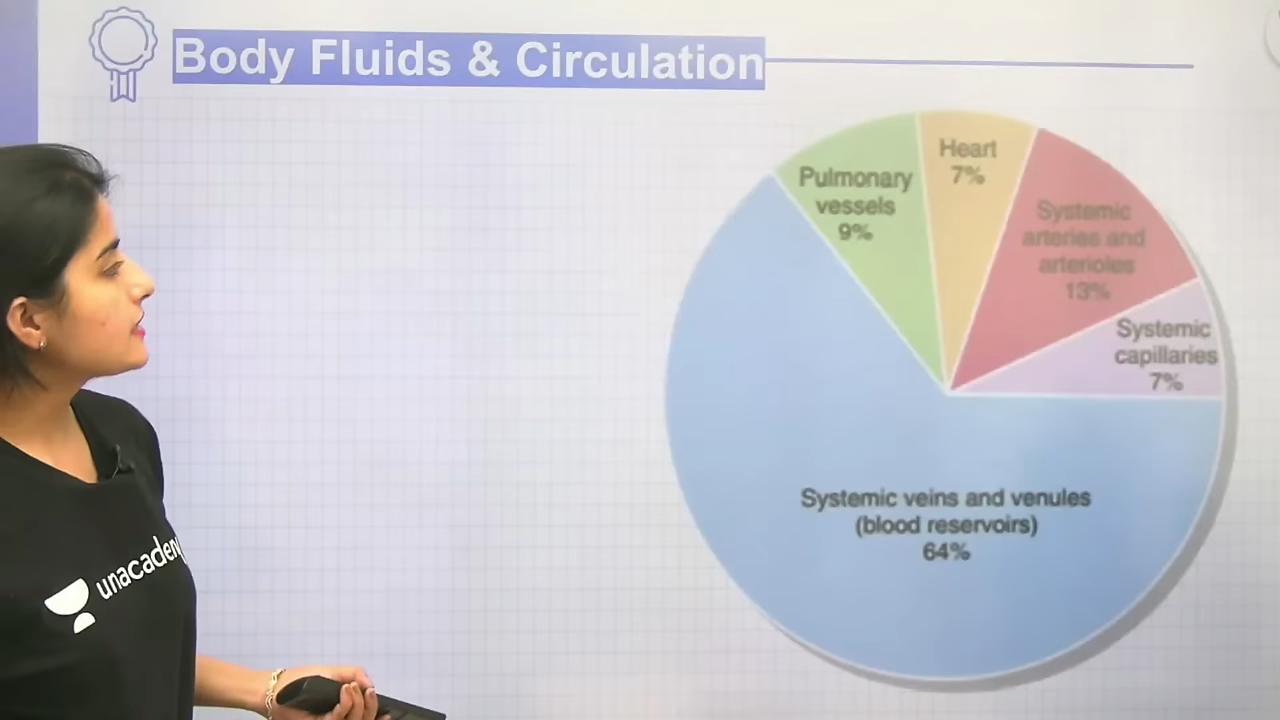 Body Fluids & Circulation
Heart
7%
Pulmonary
vessels
9%
Systemic
arteries and
arterioles
13%
Systemic
capillaries
7%
Systemic veins and venules
(blood reservoirs)
64%
unacademy